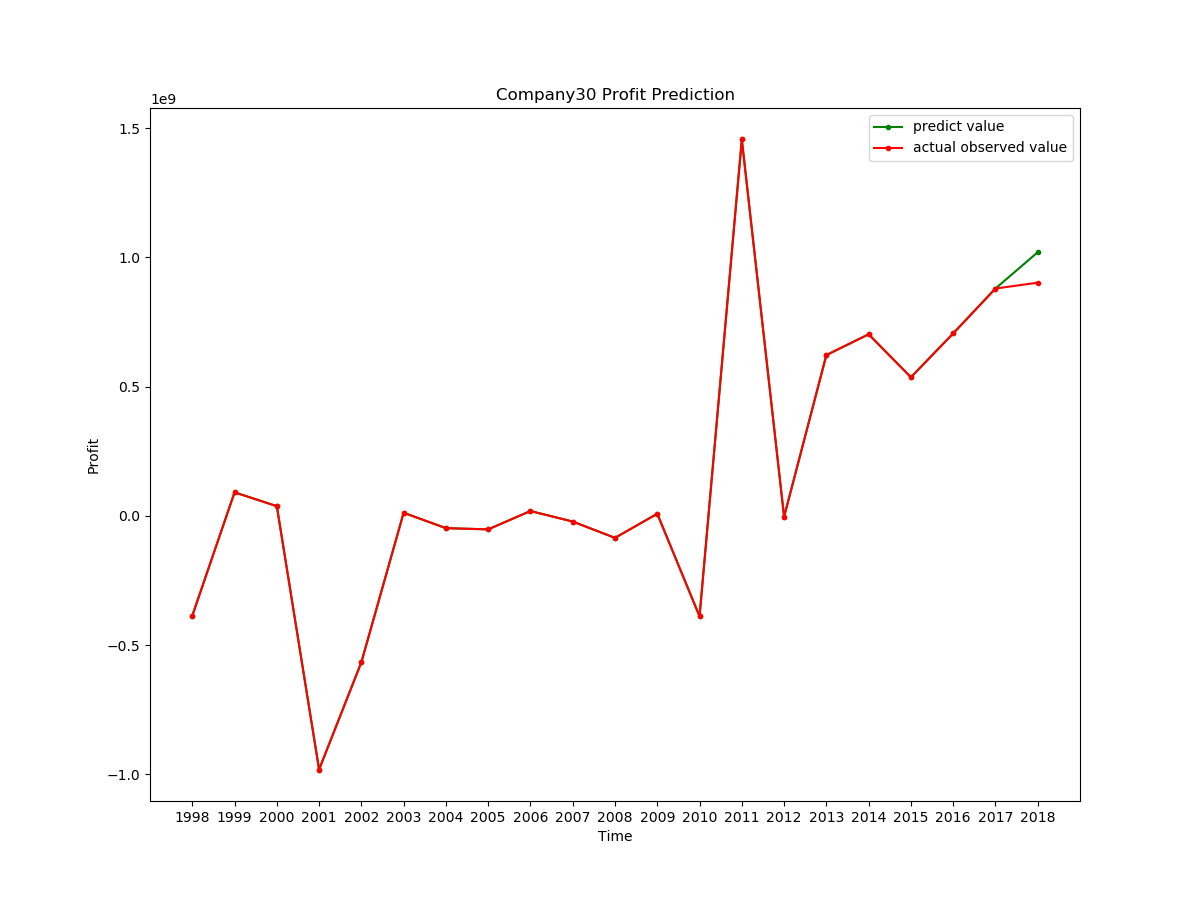 Company30 Profit Prediction
1e9
predict value
actual observed value
1.5
1.0
0.5
0.0
−0.5
−1.0
Profit
1998 1999 2000 2001 2002 2003 2004 2005 2006 2007 2008 2009 2010 2011 2012 2013 2014 2015 2016 2017 2018
Time